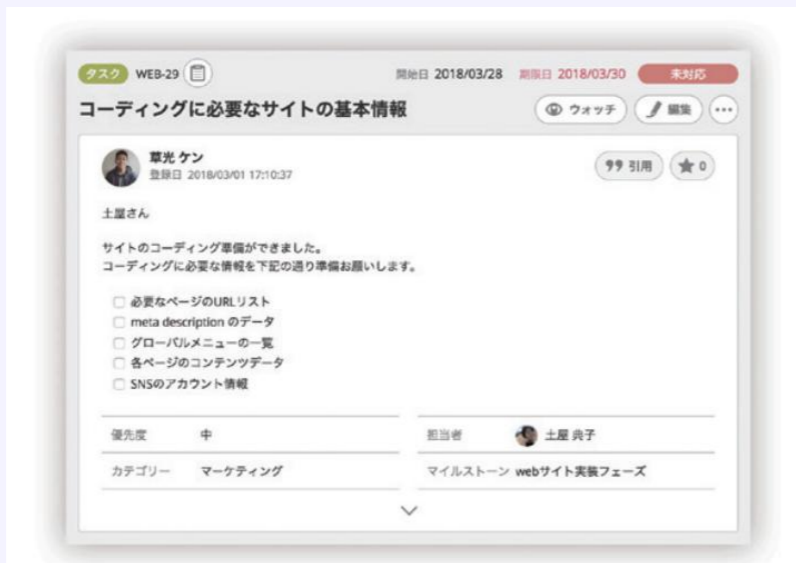 タスク WEB-29 開始日 2018/03/28 期限日 2018/03/30 未対応
コーディングに必要なサイトの基本情報 ウォッチ 編集 ...
草光 ケン
登録日 2018/03/01 17:10:37 引用 0
土屋さん
サイトのコーディング準備ができました。
コーディングに必要な情報を下記の通り準備お願いします。
必要なページのURLリスト
meta description のデータ
グローバルメニューの一覧
各ページのコンテンツデータ
SNSのアカウント情報
優先度 中 担当者 土屋 典子
カテゴリー マーケティング マイルストーン webサイト実装フェーズ